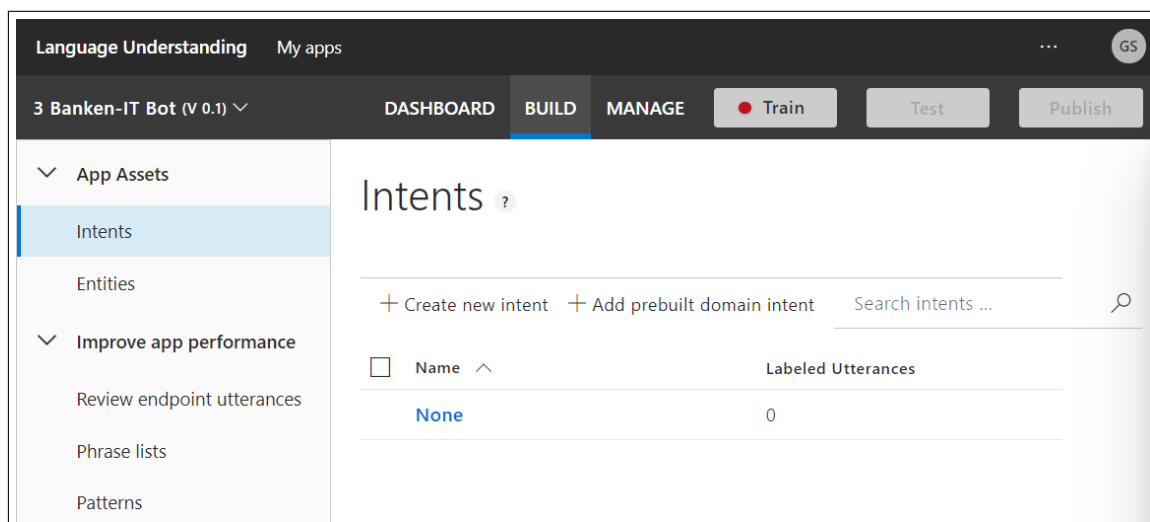 Language Understanding My apps ... GS
3 Banken-IT Bot (V 0.1) DASHBOARD BUILD MANAGE Train Test Publish
App Assets
Intents
Entities
Improve app performance
Review endpoint utterances
Phrase lists
Patterns
Intents ?
+ Create new intent + Add prebuilt domain intent Search intents ...
Name Labeled Utterances
None 0